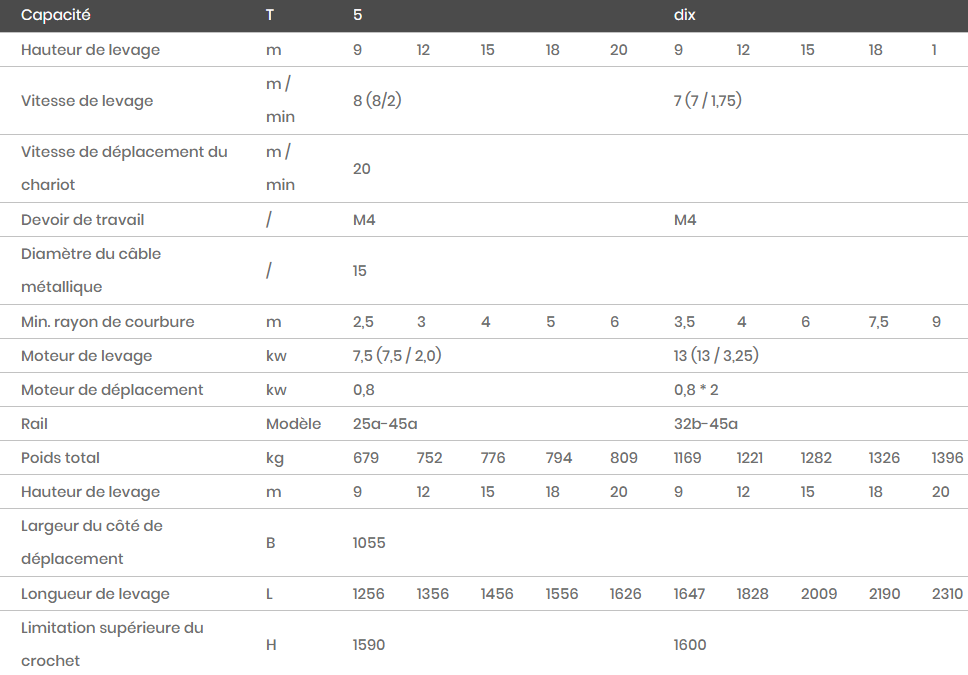 Capacité T 5 dix
Hauteur de levage m 9 12 15 18 20 9 12 15 18 1
Vitesse de levage m / min 8 (8/2) 7 (7 / 1,75)
Vitesse de déplacement du chariot m / min 20
Devoir de travail / M4 M4
Diamètre du câble métallique / 15
Min. rayon de courbure m 2,5 3 4 5 6 3,5 4 6 7,5 9
Moteur de levage kw 7,5 (7,5 / 2,0) 13 (13 / 3,25)
Moteur de déplacement kw 0,8 0,8 * 2
Rail Modèle 25a-45a 32b-45a
Poids total kg 679 752 776 794 809 1169 1221 1282 1326 1396
Hauteur de levage m 9 12 15 18 20 9 12 15 18 20
Largeur du côté de déplacement B 1055
Longueur de levage L 1256 1356 1456 1556 1626 1647 1828 2009 2190 2310
Limitation supérieure du crochet H 1590 1600